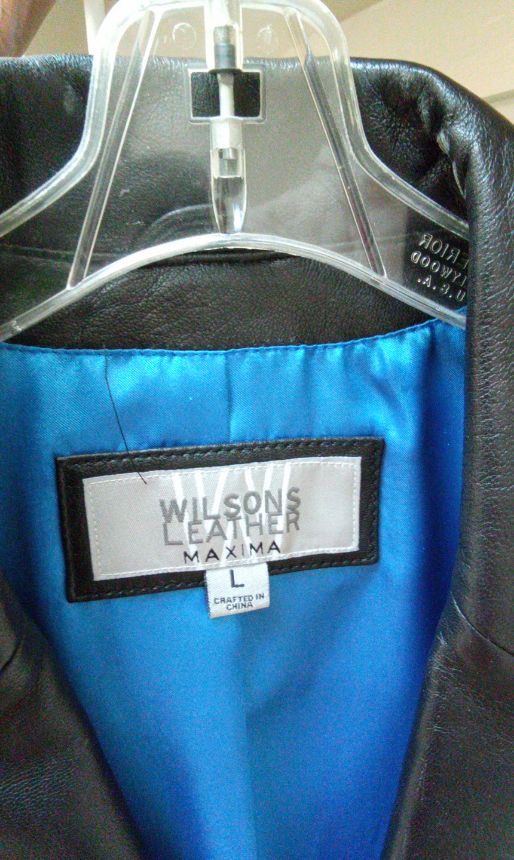 WILSONS
LEATHER
MAXIMA
L
CRAFTED IN
CHINA
U.S.A.